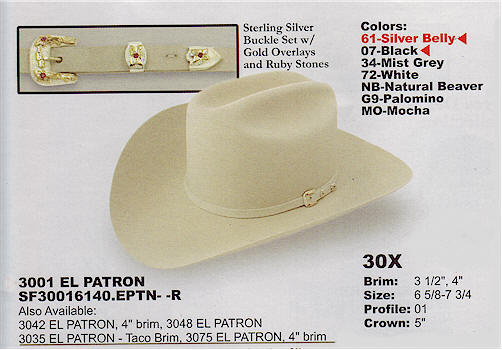 Sterling Silver
Buckle Set w/
Gold Overlays
and Ruby Stones
Colors:
61-Silver Belly
07-Black
34-Mist Grey
72-White
NB-Natural Beaver
G9-Palomino
MO-Mocha
3001 EL PATRON
SF30016140.EPTN- -R
Also Available:
3042 EL PATRON, 4" brim, 3048 EL PATRON
3035 EL PATRON - Taco Brim, 3075 EL PATRON, 4" brim
30X
Brim: 3 1/2", 4"
Size: 6 5/8-7 3/4
Profile: 01
Crown: 5"